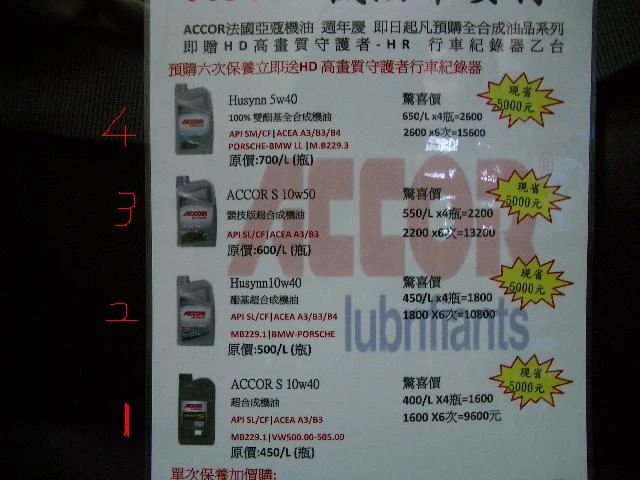 ACCOR法國亞蔻機油 週年慶 即日起凡預購全合成油品系列
即贈HD高畫質守護者-HR 行車紀錄器乙台
預購六次保養立即送HD 高畫質守護者行車紀錄器
4
Husynn 5w40
100% 雙酯基全合成機油
API SM/CF|ACEA A3/B3/B4
PORSCHE-BMW LL |M.B229.3
原價:700/L (瓶)
驚喜價
650/L x4瓶=2600
2600 x6次=15600
現省
5000元
3
ACCOR S 10w50
競技版超合成機油
API SL/CF|ACEA A3/B3
原價:600/L (瓶)
驚喜價
550/L x4瓶=2200
2200 x6次=13200
現省
5000元
2
Husynn10w40
酯基超合成機油
API SL/CF|ACEA A3/B3/B4
MB229.1|BMW-PORSCHE
原價:500/L (瓶)
驚喜價
450/L x4瓶=1800
1800 X6次=10800
現省
5000元
1
ACCOR S 10w40
超合成機油
API SL/CF|ACEA A3/B3
MB229.1|VW500.00-505.00
原價:450/L (瓶)
驚喜價
400/L X4瓶=1600
1600 X6次=9600元
現省
5000元
ACCOR
lubrifiants
單次保養加價購: